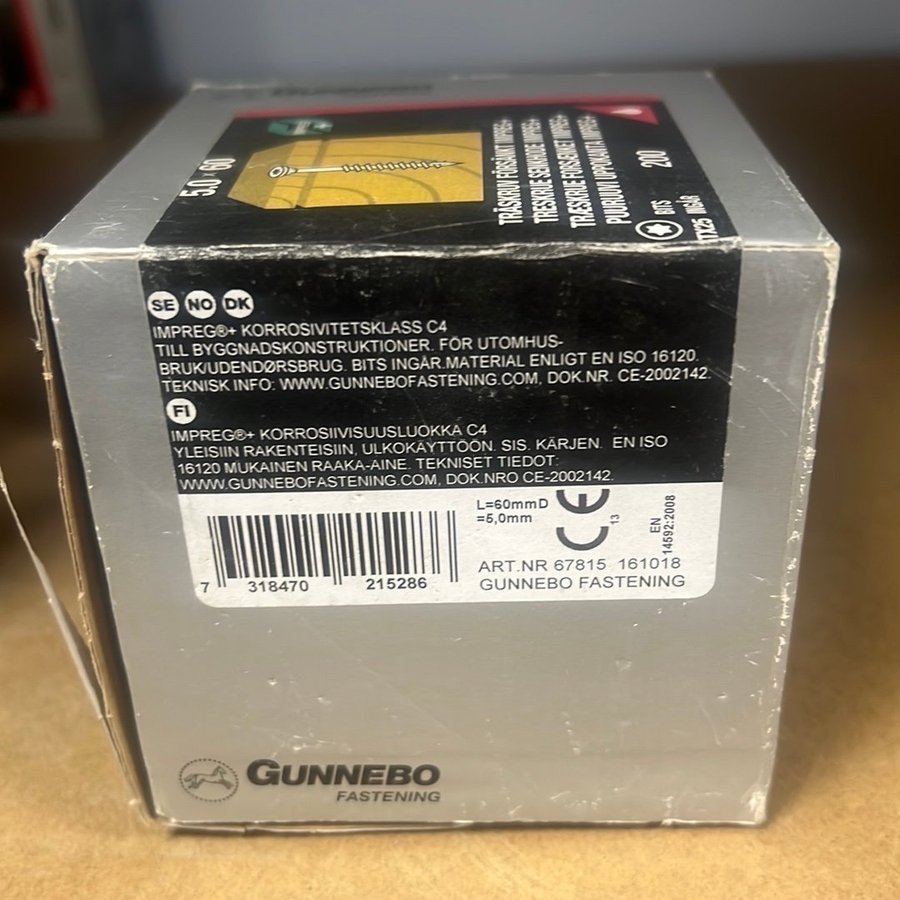 GUNNEBO
5.0 × 60
TRÄSKRUV FÖRSÄNKT IMPREG+
TRESKRUE SENKHODE IMPREG+
TRÆSKRUE FORSÆNKET IMPREG+
PUURUUVI UPPOKANTA IMPREG+
BITS 200
TX25 INGÅR
SE NO DK
IMPREG®+ KORROSIVITETSKLASS C4
TILL BYGGNADSKONSTRUKTIONER. FÖR UTOMHUS-
BRUK/UDENDØRSBRUG. BITS INGÅR.MATERIAL ENLIGT EN ISO 16120.
TEKNISK INFO: WWW.GUNNEBOFASTENING.COM, DOK.NR. CE-2002142.
FI
IMPREG®+ KORROSIIVISUUSLUOKKA C4
YLEISIIN RAKENTEISIIN, ULKOKÄYTTÖÖN. SIS. KÄRJEN. EN ISO
16120 MUKAINEN RAAKA-AINE. TEKNISET TIEDOT:
WWW.GUNNEBOFASTENING.COM, DOK.NRO CE-2002142.
L=60mmD
=5,0mm
CE
13
EN
14592:2008
7 318470 215286
ART.NR 67815 161018
GUNNEBO FASTENING
GUNNEBO
FASTENING